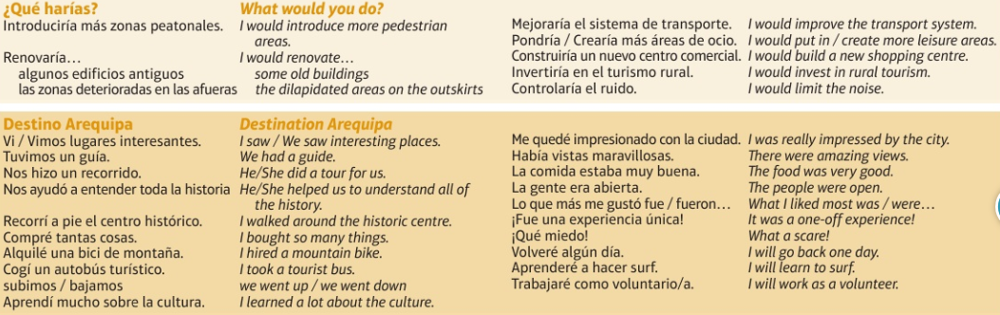 ¿Qué harías? What would you do?
Introduciría más zonas peatonales. I would introduce more pedestrian
areas.
Renovaría… I would renovate…
algunos edificios antiguos some old buildings
las zonas deterioradas en las afueras the dilapidated areas on the outskirts
Mejoraría el sistema de transporte. I would improve the transport system.
Pondría / Crearía más áreas de ocio. I would put in / create more leisure areas.
Construiría un nuevo centro comercial. I would build a new shopping centre.
Invertiría en el turismo rural. I would invest in rural tourism.
Controlaría el ruido. I would limit the noise.
Destino Arequipa Destination Arequipa
Vi / Vimos lugares interesantes. I saw / We saw interesting places.
Tuvimos un guía. We had a guide.
Nos hizo un recorrido. He/She did a tour for us.
Nos ayudó a entender toda la historia He/She helped us to understand all of
the history.
Recorrí a pie el centro histórico. I walked around the historic centre.
Compré tantas cosas. I bought so many things.
Alquilé una bici de montaña. I hired a mountain bike.
Cogí un autobús turístico. I took a tourist bus.
subimos / bajamos we went up / we went down
Aprendí mucho sobre la cultura. I learned a lot about the culture.
Me quedé impresionado con la ciudad. I was really impressed by the city.
Había vistas maravillosas. There were amazing views.
La comida estaba muy buena. The food was very good.
La gente era abierta. The people were open.
Lo que más me gustó fue / fueron… What I liked most was / were…
¡Fue una experiencia única! It was a one-off experience!
¡Qué miedo! What a scare!
Volveré algún día. I will go back one day.
Aprenderé a hacer surf. I will learn to surf.
Trabajaré como voluntario/a. I will work as a volunteer.